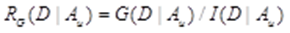 R_G(D | A_u) = G(D | A_u) / I(D | A_u)